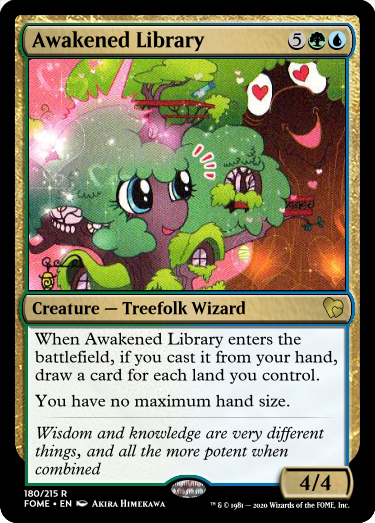 Awakened Library 5
Creature — Treefolk Wizard
When Awakened Library enters the
battlefield, if you cast it from your hand,
draw a card for each land you control.
You have no maximum hand size.
Wisdom and knowledge are very different
things, and all the more potent when
combined
4/4
180/215 R
FOME • EN Akira Himekawa
™ & © 1981 — 2020 Wizards of the FOME, Inc.